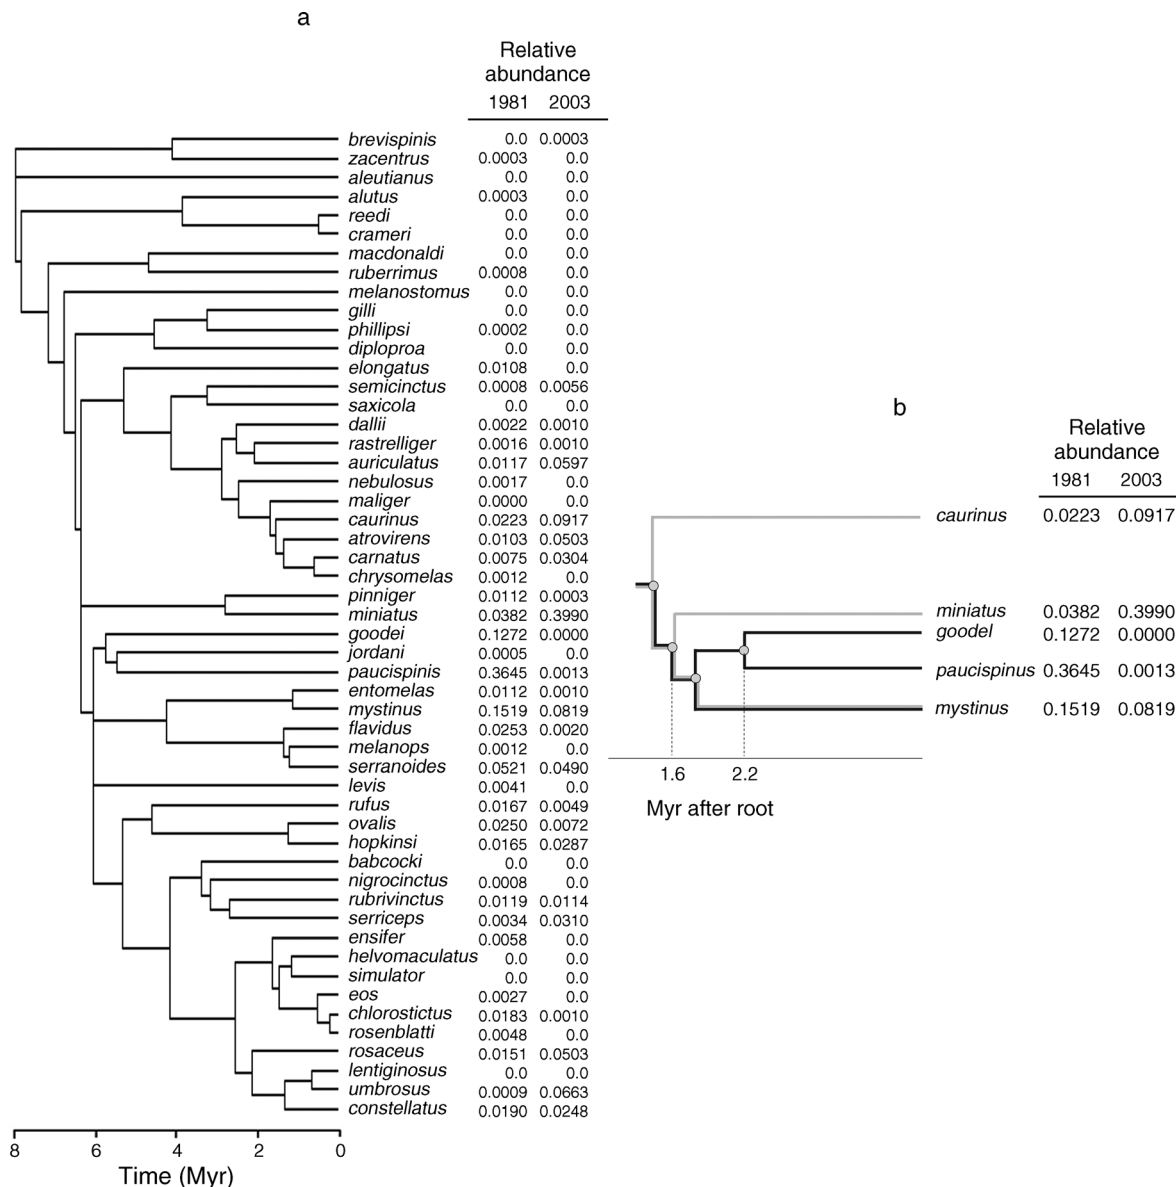 a
Relative
abundance
1981 2003
brevispinis 0.0 0.0003
zacentrus 0.0003 0.0
aleutianus 0.0 0.0
alutus 0.0003 0.0
reedi 0.0 0.0
crameri 0.0 0.0
macdonaldi 0.0 0.0
ruberrimus 0.0008 0.0
melanostomus 0.0 0.0
gilli 0.0 0.0
phillipsi 0.0002 0.0
diploproa 0.0 0.0
elongatus 0.0108 0.0
semicinctus 0.0008 0.0056
saxicola 0.0 0.0
dallii 0.0022 0.0010
rastrelliger 0.0016 0.0010
auriculatus 0.0117 0.0597
nebulosus 0.0017 0.0
maliger 0.0000 0.0
caurinus 0.0223 0.0917
atrovirens 0.0103 0.0503
carnatus 0.0075 0.0304
chrysomelas 0.0012 0.0
pinniger 0.0112 0.0003
miniatus 0.0382 0.3990
goodei 0.1272 0.0000
jordani 0.0005 0.0
paucispinis 0.3645 0.0013
entomelas 0.0112 0.0010
mystinus 0.1519 0.0819
flavidus 0.0253 0.0020
melanops 0.0012 0.0
serranoides 0.0521 0.0490
levis 0.0041 0.0
rufus 0.0167 0.0049
ovalis 0.0250 0.0072
hopkinsi 0.0165 0.0287
babcocki 0.0 0.0
nigrocinctus 0.0008 0.0
rubrivinctus 0.0119 0.0114
serriceps 0.0034 0.0310
ensifer 0.0058 0.0
helvomaculatus 0.0 0.0
simulator 0.0 0.0
eos 0.0027 0.0
chlorostictus 0.0183 0.0010
rosenblatti 0.0048 0.0
rosaceus 0.0151 0.0503
lentiginosus 0.0 0.0
umbrosus 0.0009 0.0663
constellatus 0.0190 0.0248
8 6 4 2 0
Time (Myr)
b
Relative
abundance
1981 2003
caurinus 0.0223 0.0917
miniatus 0.0382 0.3990
goodel 0.1272 0.0000
paucispinus 0.3645 0.0013
mystinus 0.1519 0.0819
1.6 2.2
Myr after root